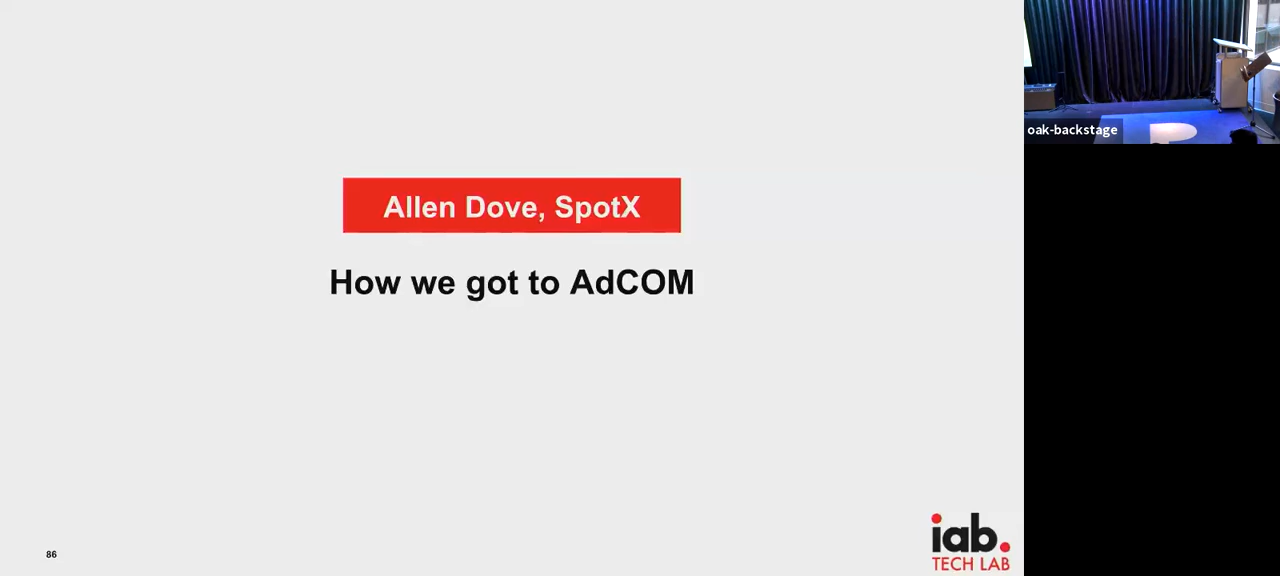 Allen Dove, SpotX
How we got to AdCOM
86
iab.
TECH LAB
oak-backstage